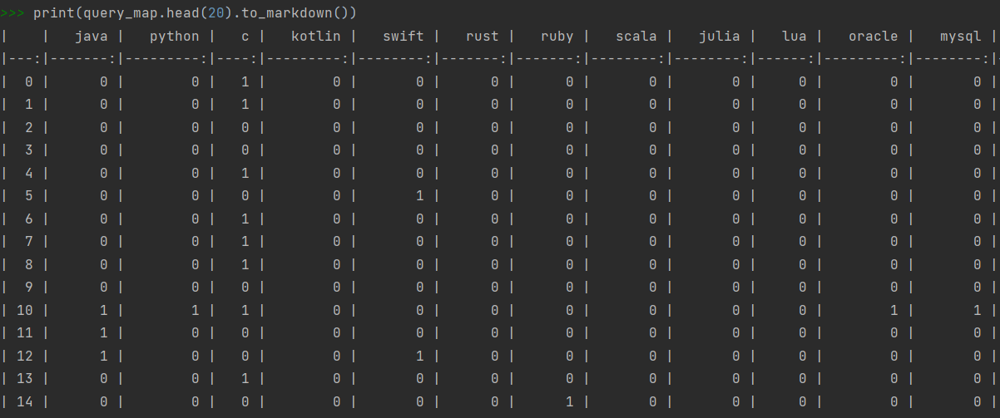 >>> print(query_map.head(20).to_markdown())
|    |   java |   python |   c |   kotlin |   swift |   rust |   ruby |   scala |   julia |   lua |   oracle |   mysql |
|---:|-------:|---------:|----:|---------:|--------:|-------:|-------:|--------:|--------:|------:|---------:|--------:|
|  0 |      0 |        0 |   1 |        0 |       0 |      0 |      0 |       0 |       0 |     0 |        0 |       0 |
|  1 |      0 |        0 |   1 |        0 |       0 |      0 |      0 |       0 |       0 |     0 |        0 |       0 |
|  2 |      0 |        0 |   0 |        0 |       0 |      0 |      0 |       0 |       0 |     0 |        0 |       0 |
|  3 |      0 |        0 |   0 |        0 |       0 |      0 |      0 |       0 |       0 |     0 |        0 |       0 |
|  4 |      0 |        0 |   1 |        0 |       0 |      0 |      0 |       0 |       0 |     0 |        0 |       0 |
|  5 |      0 |        0 |   0 |        0 |       1 |      0 |      0 |       0 |       0 |     0 |        0 |       0 |
|  6 |      0 |        0 |   1 |        0 |       0 |      0 |      0 |       0 |       0 |     0 |        0 |       0 |
|  7 |      0 |        0 |   1 |        0 |       0 |      0 |      0 |       0 |       0 |     0 |        0 |       0 |
|  8 |      0 |        0 |   1 |        0 |       0 |      0 |      0 |       0 |       0 |     0 |        0 |       0 |
|  9 |      0 |        0 |   0 |        0 |       0 |      0 |      0 |       0 |       0 |     0 |        0 |       0 |
| 10 |      1 |        1 |   1 |        0 |       0 |      0 |      0 |       0 |       0 |     0 |        1 |       1 |
| 11 |      1 |        0 |   0 |        0 |       0 |      0 |      0 |       0 |       0 |     0 |        0 |       0 |
| 12 |      1 |        0 |   0 |        0 |       1 |      0 |      0 |       0 |       0 |     0 |        0 |       0 |
| 13 |      0 |        0 |   1 |        0 |       0 |      0 |      0 |       0 |       0 |     0 |        0 |       0 |
| 14 |      0 |        0 |   0 |        0 |       0 |      0 |      1 |       0 |       0 |     0 |        0 |       0 |